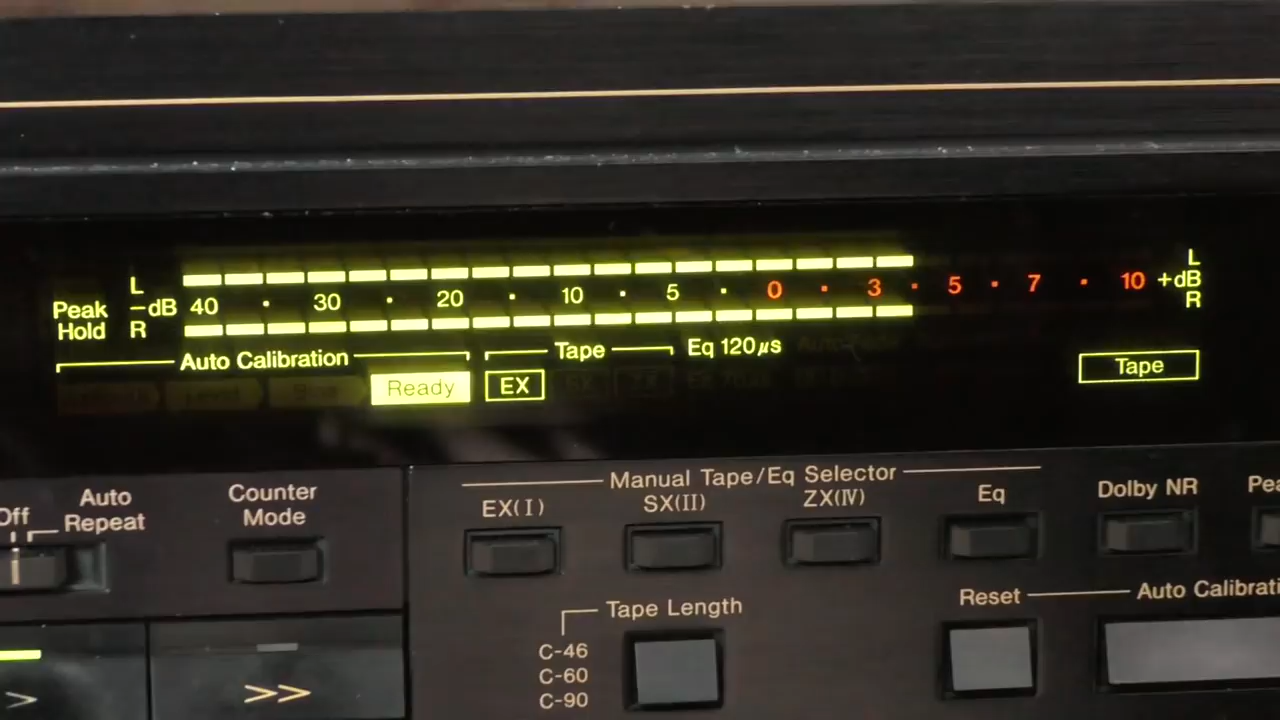 L
Peak −dB 40 · 30 · 20 · 10 · 5 · 0 · 3 · 5 · 7 · 10 +dB
Hold R
L
R
Auto Calibration Tape Eq 120μs
Ready EX Tape
Manual Tape/Eq Selector
Off Auto Repeat
Counter Mode
EX(I) SX(II) ZX(IV) Eq Dolby NR
Tape Length
Reset Auto
C-46
C-60
C-90
> >>